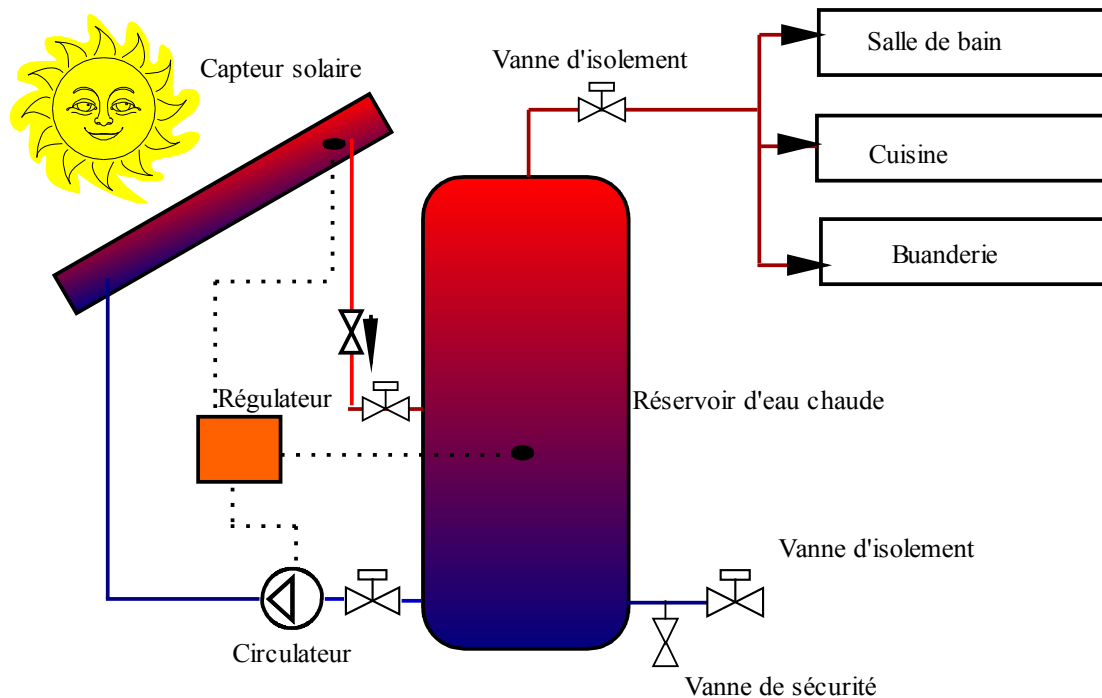 Salle de bain
Vanne d'isolement
Capteur solaire
Cuisine
Buanderie
Régulateur
Réservoir d'eau chaude
Vanne d'isolement
Circulateur
Vanne de sécurité